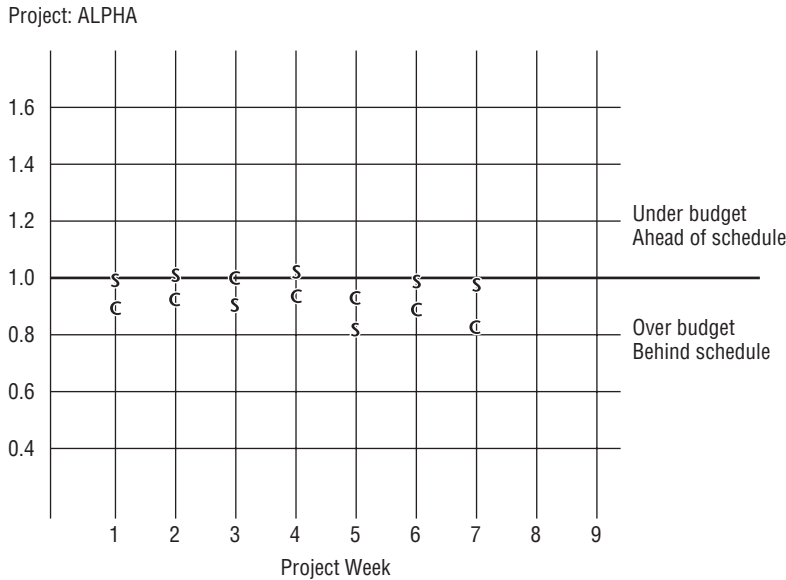 Project: ALPHA
1.6
1.4
1.2
Under budget
Ahead of schedule
1.0
S S C S S S
C C S C C C
0.8
S C
Over budget
Behind schedule
0.6
0.4
1 2 3 4 5 6 7 8 9
Project Week